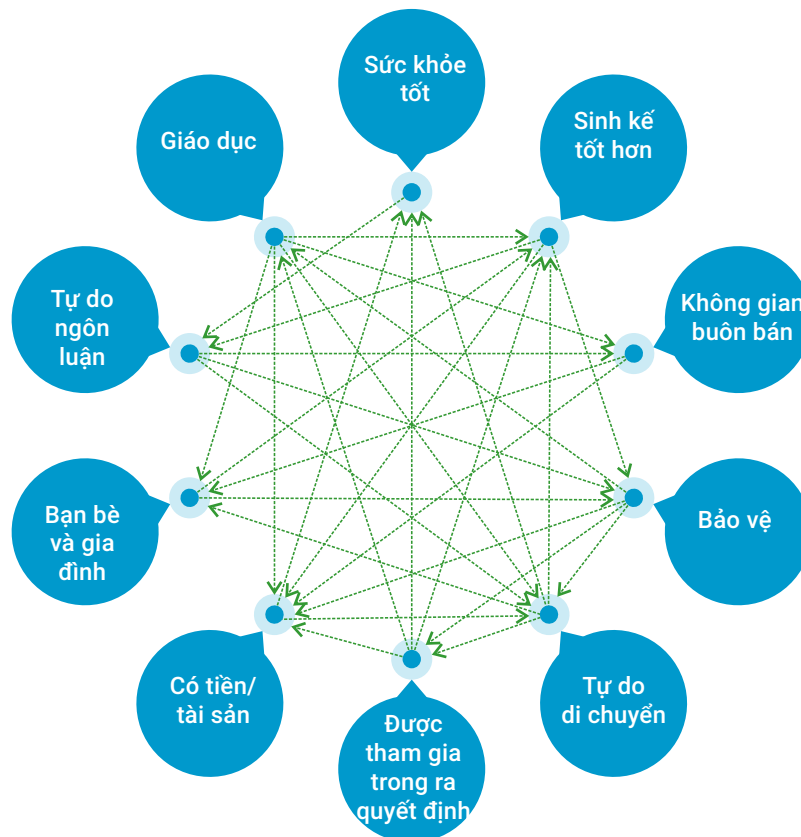 Sức khỏe
tốt
Giáo dục
Sinh kế
tốt hơn
Tự do
ngôn
luận
Không gian
buôn bán
Bạn bè
và gia
đình
Bảo vệ
Có tiền/
tài sản
Được
tham gia
trong ra
quyết định
Tự do
di chuyển